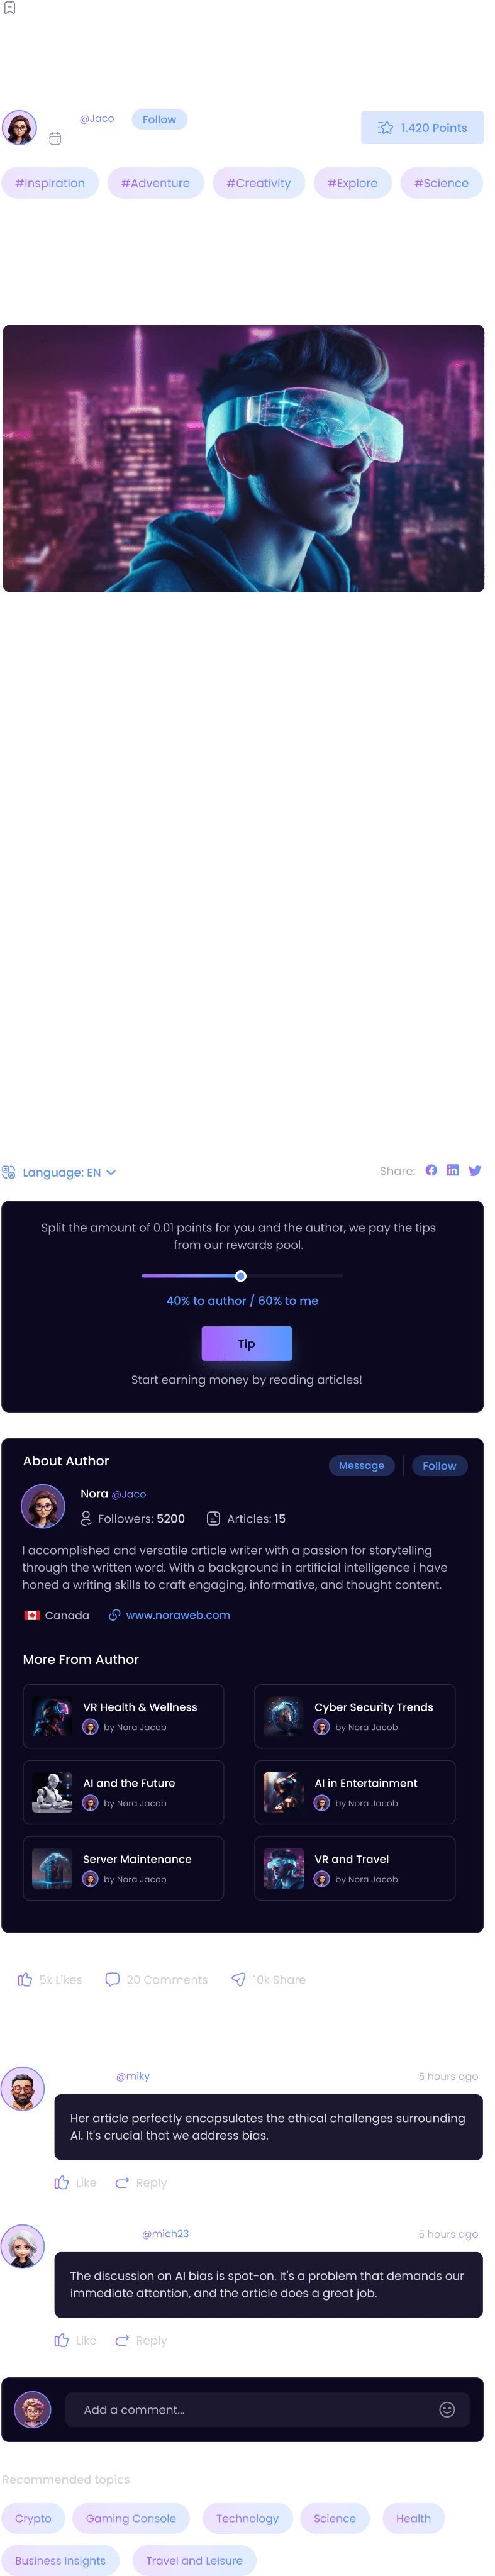 @Jaco Follow 1.420 Points
#Inspiration #Adventure #Creativity #Explore #Science
Language: EN Share:
Split the amount of 0.01 points for you and the author, we pay the tips
from our rewards pool.
40% to author / 60% to me
Tip
Start earning money by reading articles!
About Author Message Follow
Nora @Jaco
Followers: 5200 Articles: 15
I accomplished and versatile article writer with a passion for storytelling
through the written word. With a background in artificial intelligence i have
honed a writing skills to craft engaging, informative, and thought content.
Canada www.noraweb.com
More From Author
VR Health & Wellness
by Nora Jacob
Cyber Security Trends
by Nora Jacob
AI and the Future
by Nora Jacob
AI in Entertainment
by Nora Jacob
Server Maintenance
by Nora Jacob
VR and Travel
by Nora Jacob
5k Likes 20 Comments 10k Share
@miky 5 hours ago
Her article perfectly encapsulates the ethical challenges surrounding
AI. It's crucial that we address bias.
Like Reply
@mich23 5 hours ago
The discussion on AI bias is spot-on. It's a problem that demands our
immediate attention, and the article does a great job.
Like Reply
Add a comment...
Recommended topics
Crypto Gaming Console Technology Science Health
Business Insights Travel and Leisure